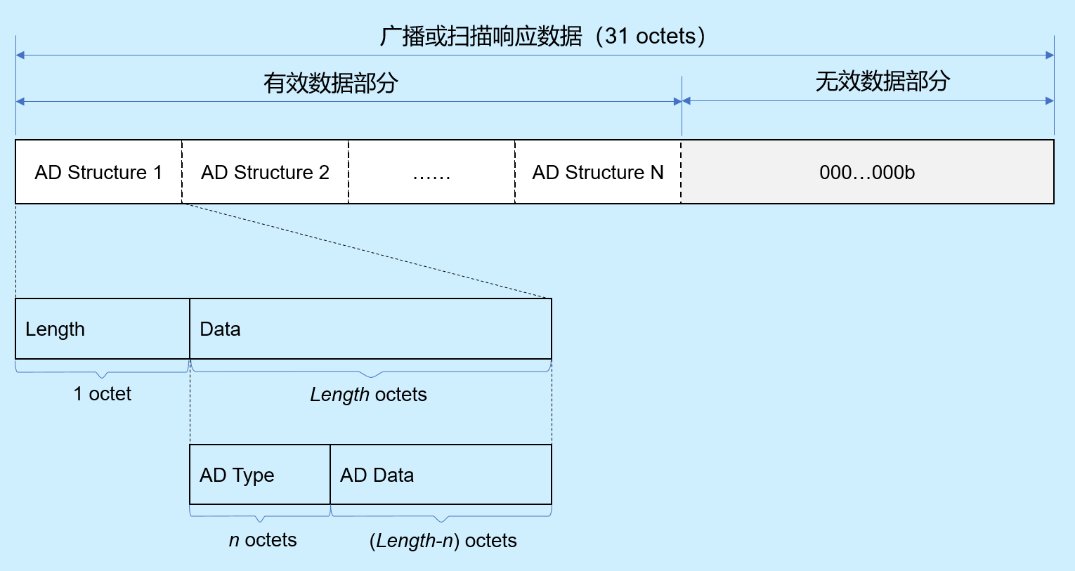 广播或扫描响应数据（31 octets）
有效数据部分
无效数据部分
AD Structure 1
AD Structure 2
……
AD Structure N
000…000b
Length
Data
1 octet
Length octets
AD Type
AD Data
n octets
(Length-n) octets